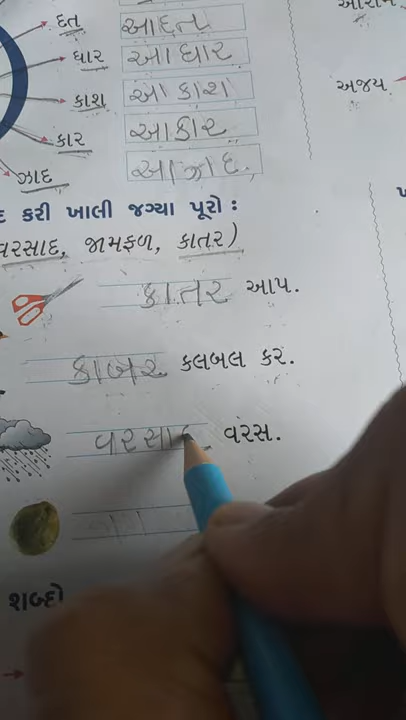 દત આદત
ધાર આધાર
કાશ આકાશ
કાર આકાર
ઝાદ આઝાદ
અજય
કરી ખાલી જગ્યા પૂરો :
વરસાદ, જામફળ, કાતર)
કાતર આપ.
કાબર કલબલ કર.
વરસાદ વરસ.
શબ્દો